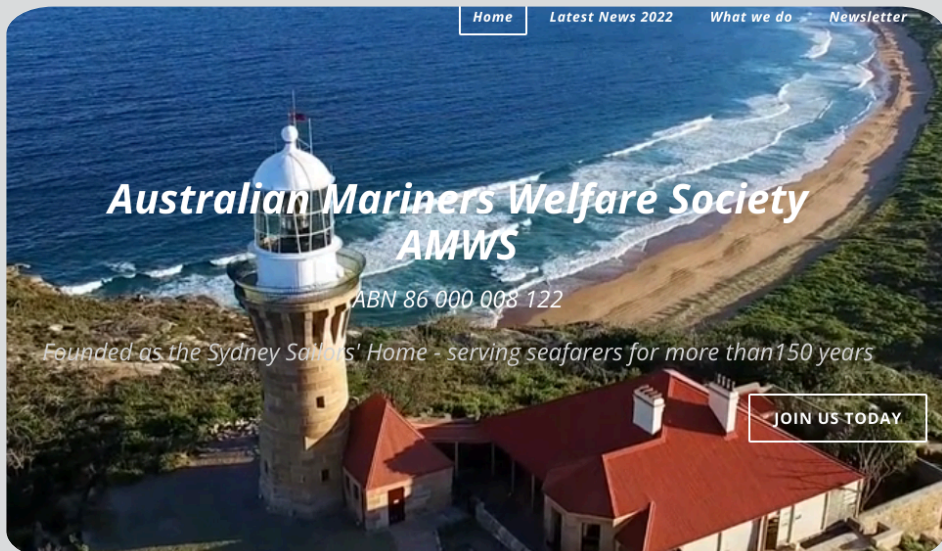 Home Latest News 2022 What we do Newsletter
Australian Mariners Welfare Society
AMWS
ABN 86 000 008 122
Founded as the Sydney Sailors' Home - serving seafarers for more than150 years
JOIN US TODAY